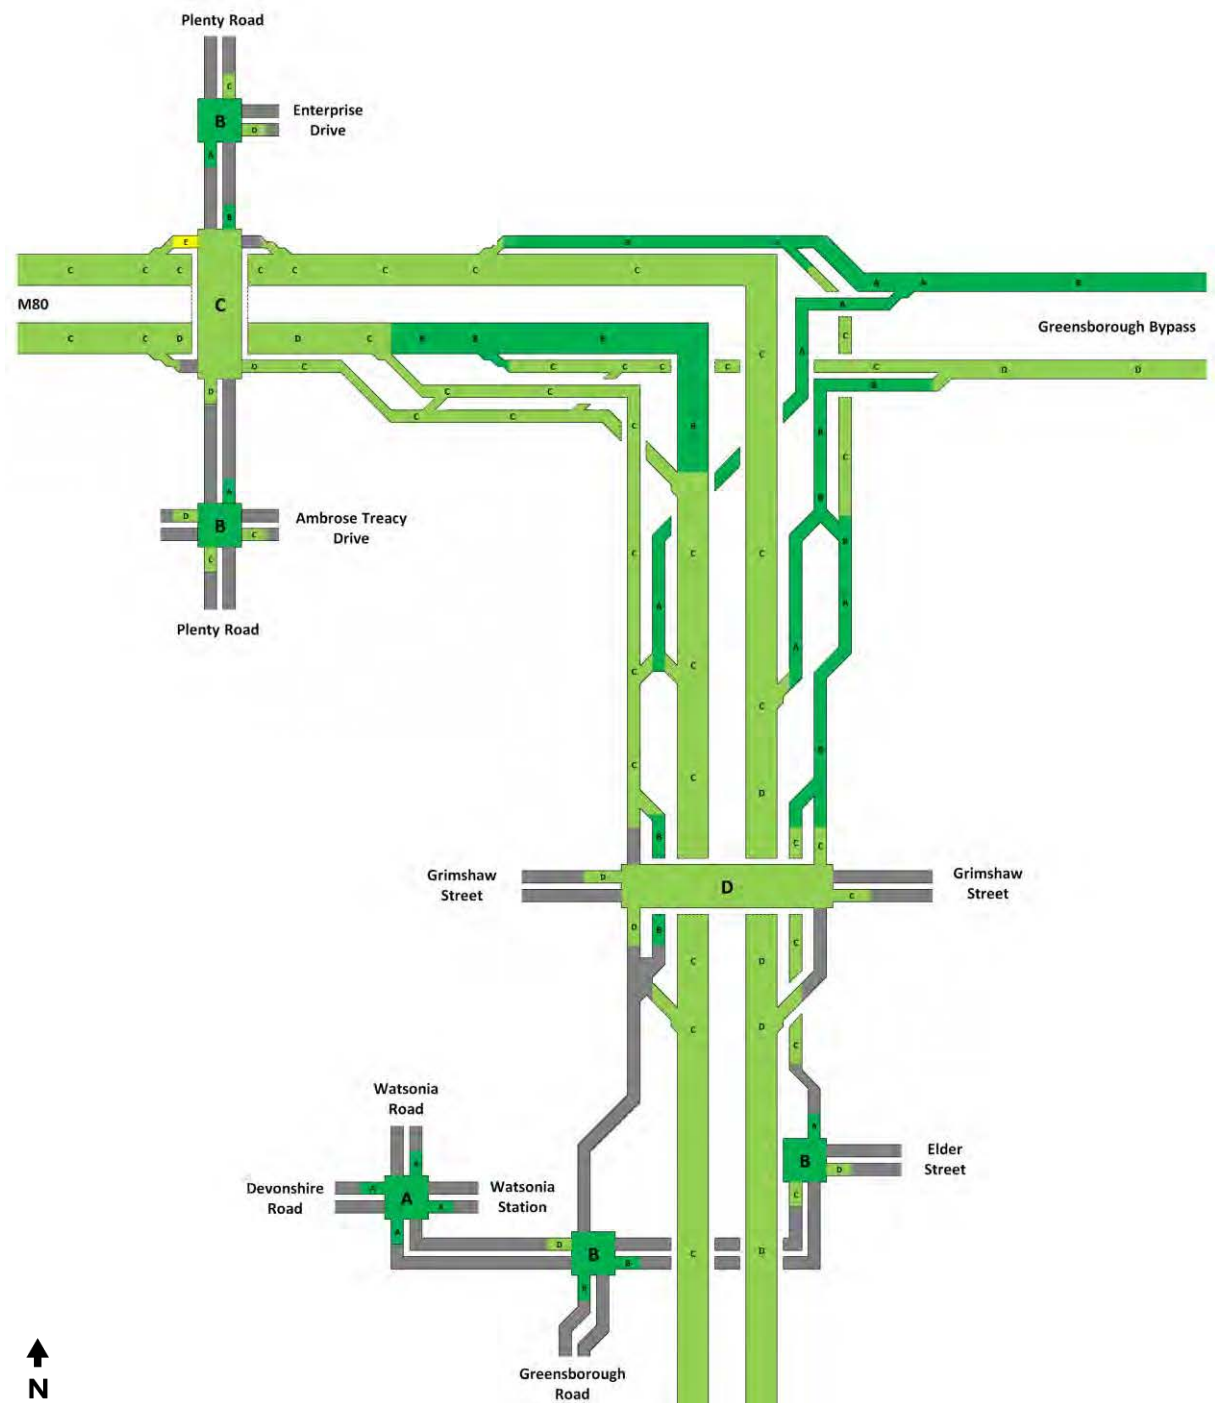 Plenty Road
C
B
Enterprise
Drive
D
A
B
E
B
C C C
C C C C C
A A B
M80
C
A
Greensborough Bypass
C C D
D C B B B
C
A
D C
C C C C
C D D
C C
B
D
C C
C
B
B
C
A
B
D
B
Ambrose Treacy
Drive
C
C
B
C C C
A
A
Plenty Road
A
C C
C
C
C
D
B
B
C C
Grimshaw
Street
D
D
C
Grimshaw
Street
D B
C D
C
C
D
C
Watsonia
Road
A
B
Elder
Street
D
C
Devonshire
Road
A
A
A
A
Watsonia
Station
D
B
B
C
D
B
Greensborough
Road
N